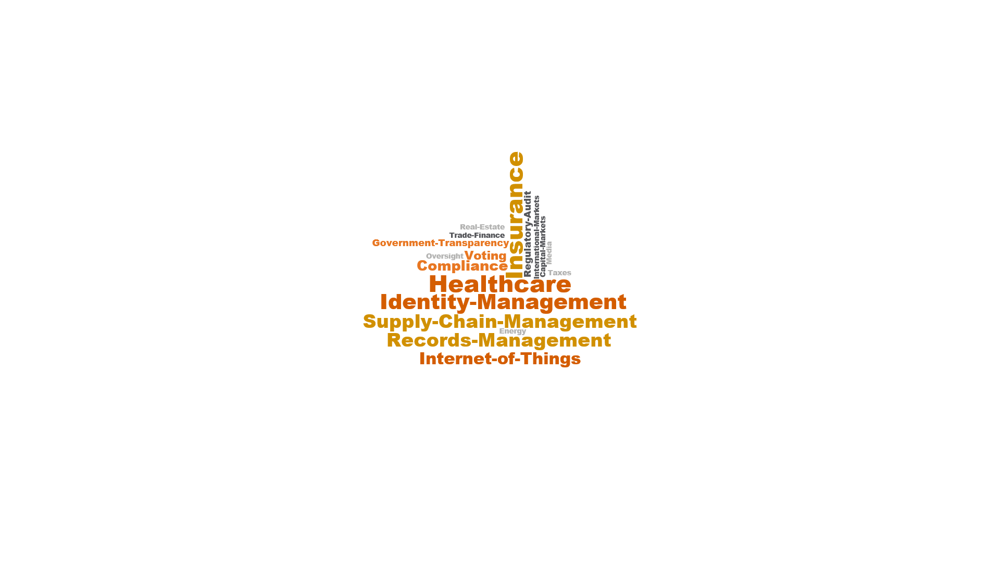 Insurance
Regulatory-Audit
International-Markets
Capital-Markets
Media
Real-Estate
Trade-Finance
Government-Transparency
Oversight Voting
Compliance
Taxes
Healthcare
Identity-Management
Supply-Chain-Management
Energy
Records-Management
Internet-of-Things